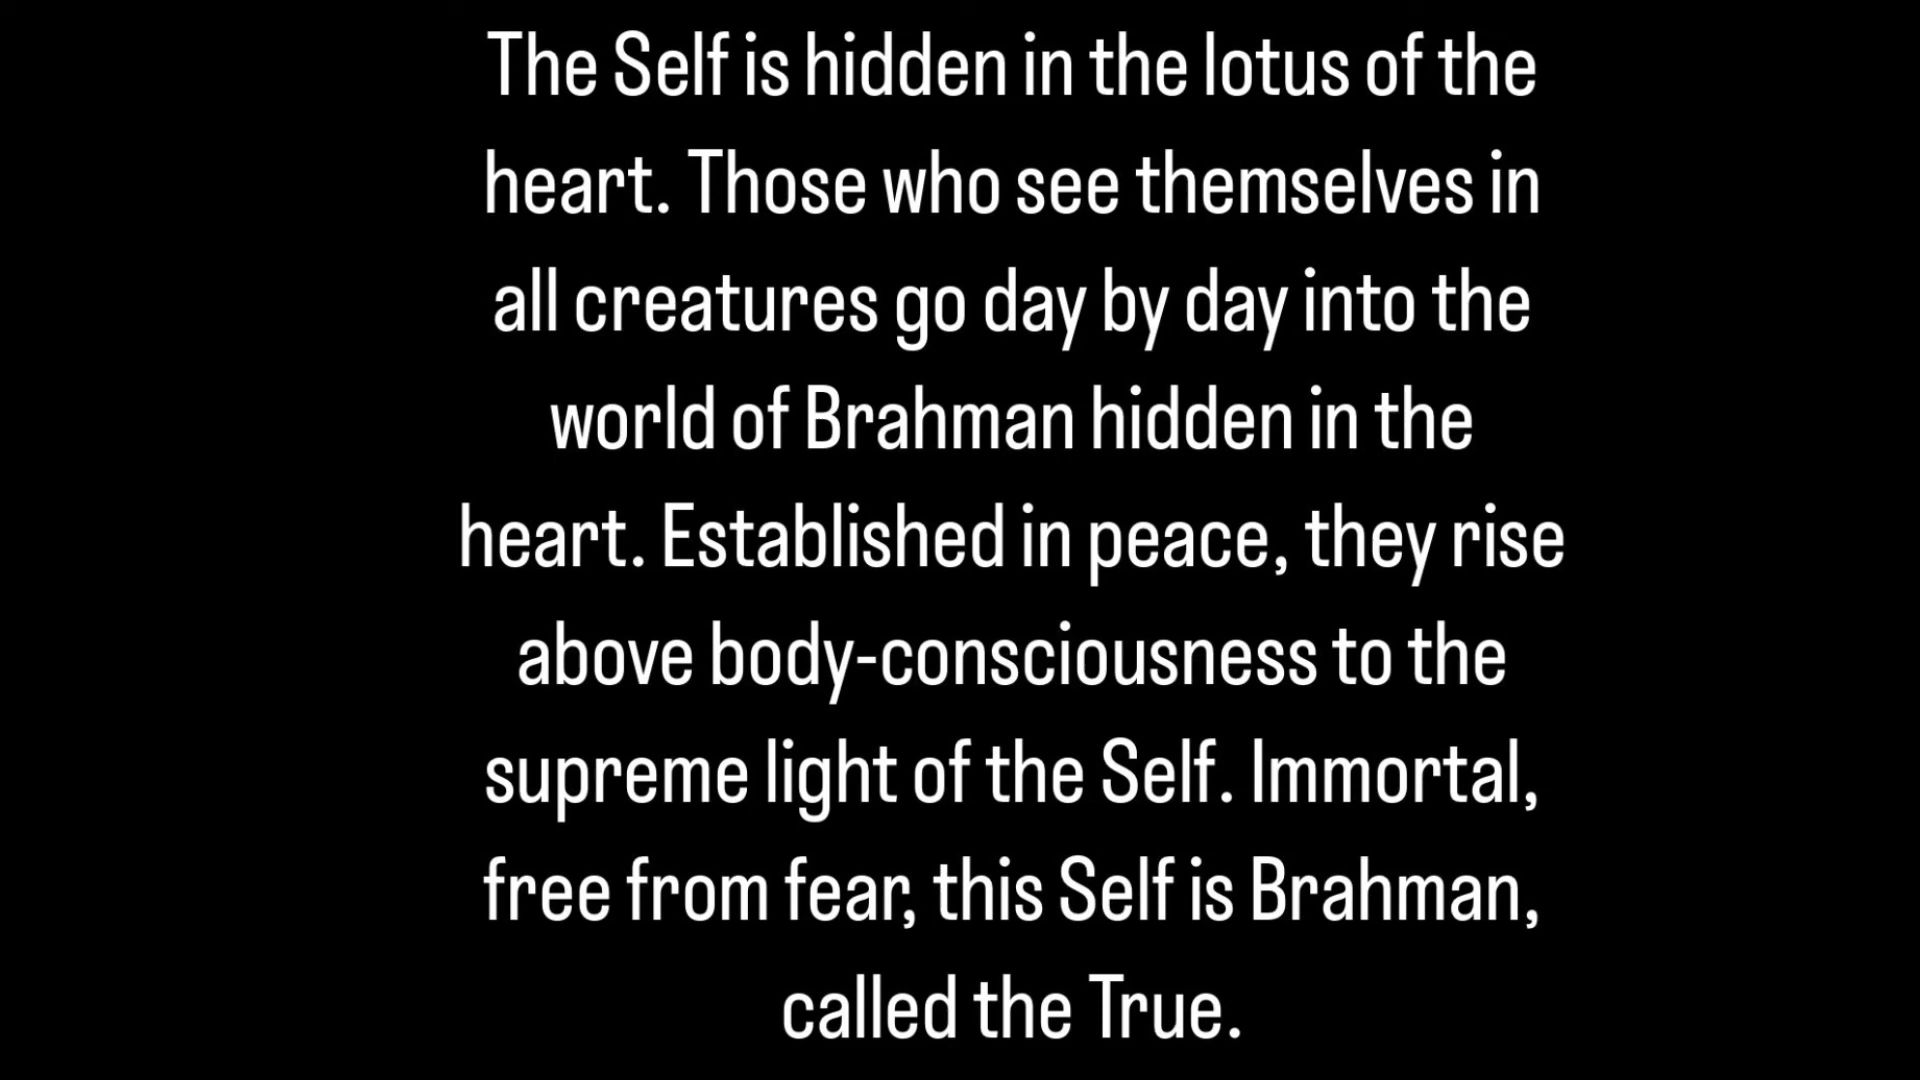 The Self is hidden in the lotus of the
heart. Those who see themselves in
all creatures go day by day into the
world of Brahman hidden in the
heart. Established in peace, they rise
above body-consciousness to the
supreme light of the Self. Immortal,
free from fear, this Self is Brahman,
called the True.